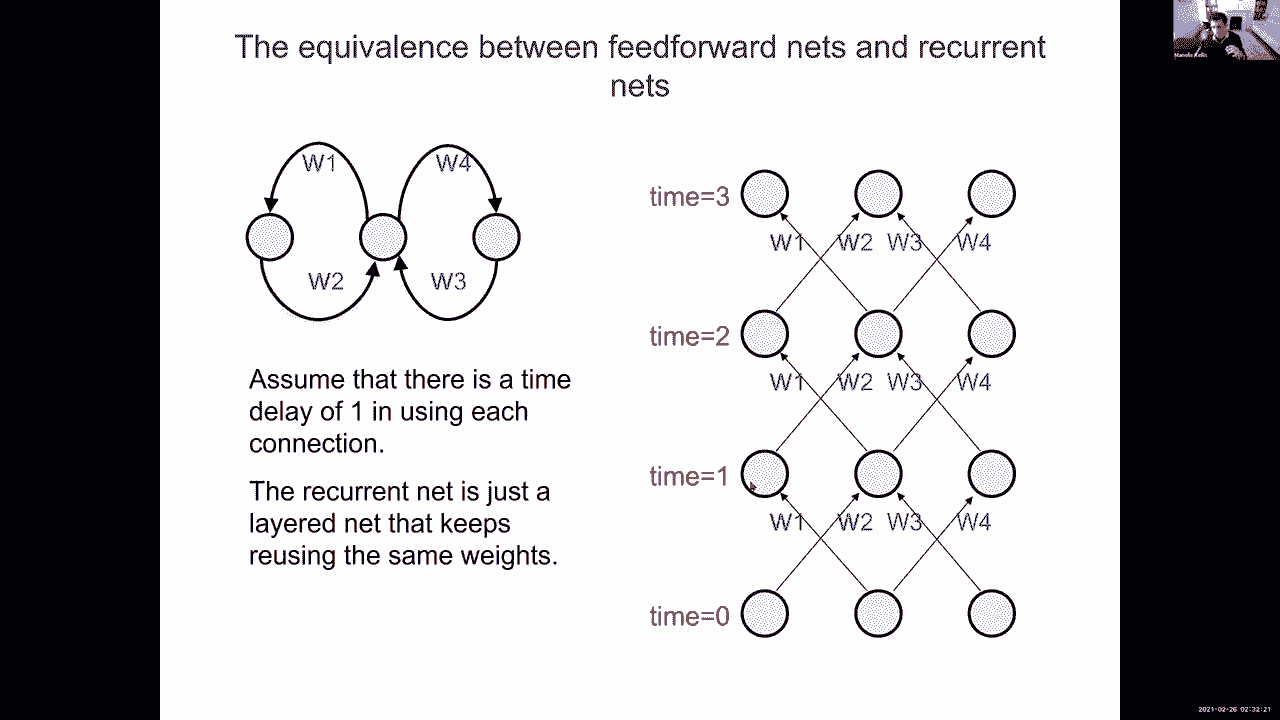 The equivalence between feedforward nets and recurrent
nets
W1
W4
W2
W3
Assume that there is a time
delay of 1 in using each
connection.
The recurrent net is just a
layered net that keeps
reusing the same weights.
time=3
W1 W2 W3 W4
time=2
W1 W2 W3 W4
time=1
W1 W2 W3 W4
time=0
2021-02-26 02:32:21